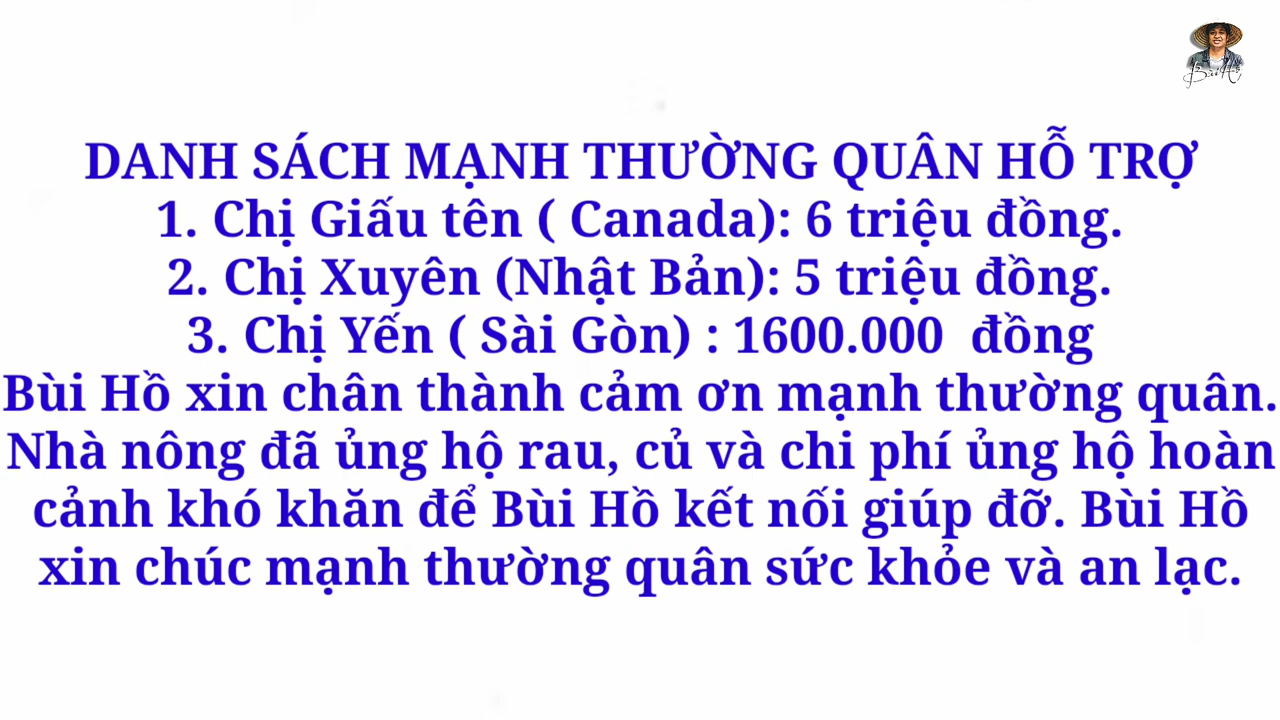 DANH SÁCH MẠNH THƯỜNG QUÂN HỖ TRỢ
1. Chị Giấu tên ( Canada): 6 triệu đồng.
2. Chị Xuyên (Nhật Bản): 5 triệu đồng.
3. Chị Yến ( Sài Gòn) : 1600.000 đồng
Bùi Hồ xin chân thành cảm ơn mạnh thường quân.
Nhà nông đã ủng hộ rau, củ và chi phí ủng hộ hoàn
cảnh khó khăn để Bùi Hồ kết nối giúp đỡ. Bùi Hồ
xin chúc mạnh thường quân sức khỏe và an lạc.
Bùi Hồ